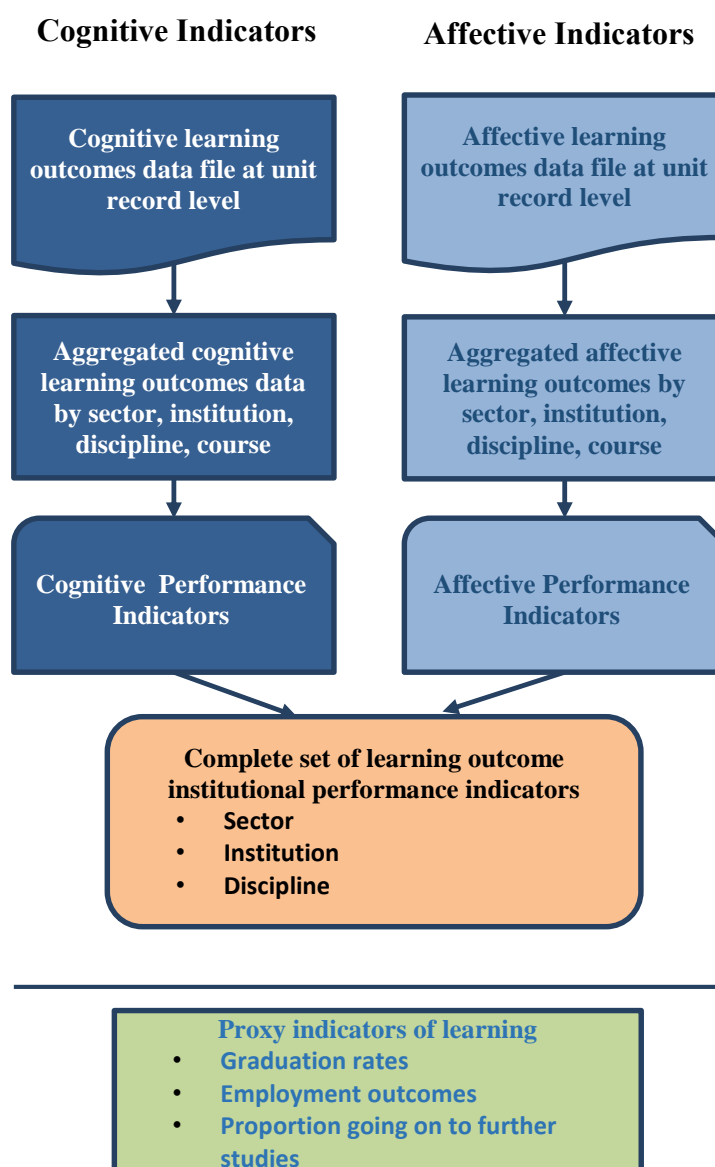 Cognitive Indicators
Affective Indicators
Cognitive learning
outcomes data file at unit
record level
Affective learning
outcomes data file at unit
record level
Aggregated cognitive
learning outcomes data
by sector, institution,
discipline, course
Aggregated affective
learning outcomes by
sector, institution,
discipline, course
Cognitive Performance
Indicators
Affective Performance
Indicators
Complete set of learning outcome
institutional performance indicators
• Sector
• Institution
• Discipline
Proxy indicators of learning
• Graduation rates
• Employment outcomes
• Proportion going on to further
studies